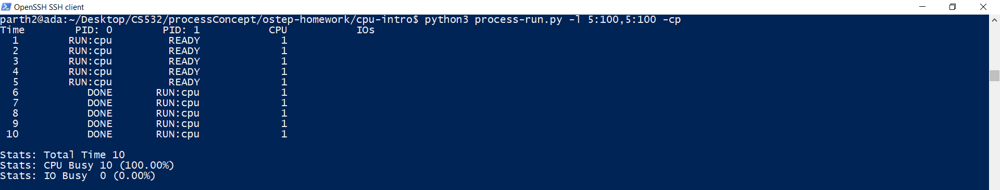 OpenSSH SSH client
parth2@ada:~/Desktop/CS532/processConcept/ostep-homework/cpu-intro$ python3 process-run.py -l 5:100,5:100 -cp
Time PID: 0 PID: 1 CPU IOs
1 RUN:cpu READY 1
2 RUN:cpu READY 1
3 RUN:cpu READY 1
4 RUN:cpu READY 1
5 RUN:cpu READY 1
6 DONE RUN:cpu 1
7 DONE RUN:cpu 1
8 DONE RUN:cpu 1
9 DONE RUN:cpu 1
10 DONE RUN:cpu 1
Stats: Total Time 10
Stats: CPU Busy 10 (100.00%)
Stats: IO Busy 0 (0.00%)